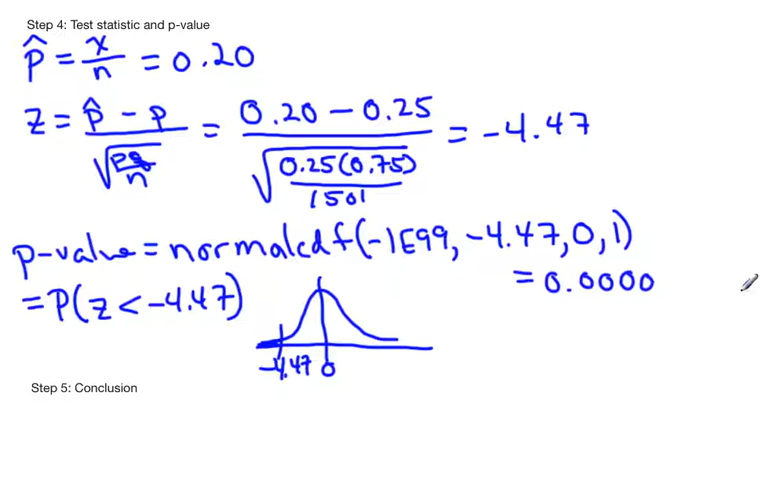 Step 4: Test statistic and p-value
p̂ = x/n = 0.20
z = (p̂ - p)/√(pq/n) = (0.20 - 0.25)/√(0.25(0.75)/1501) = -4.47
p-value = normalcdf(-1E99, -4.47, 0, 1)
= 0.0000
= P(z < -4.47)
-4.47 0
Step 5: Conclusion